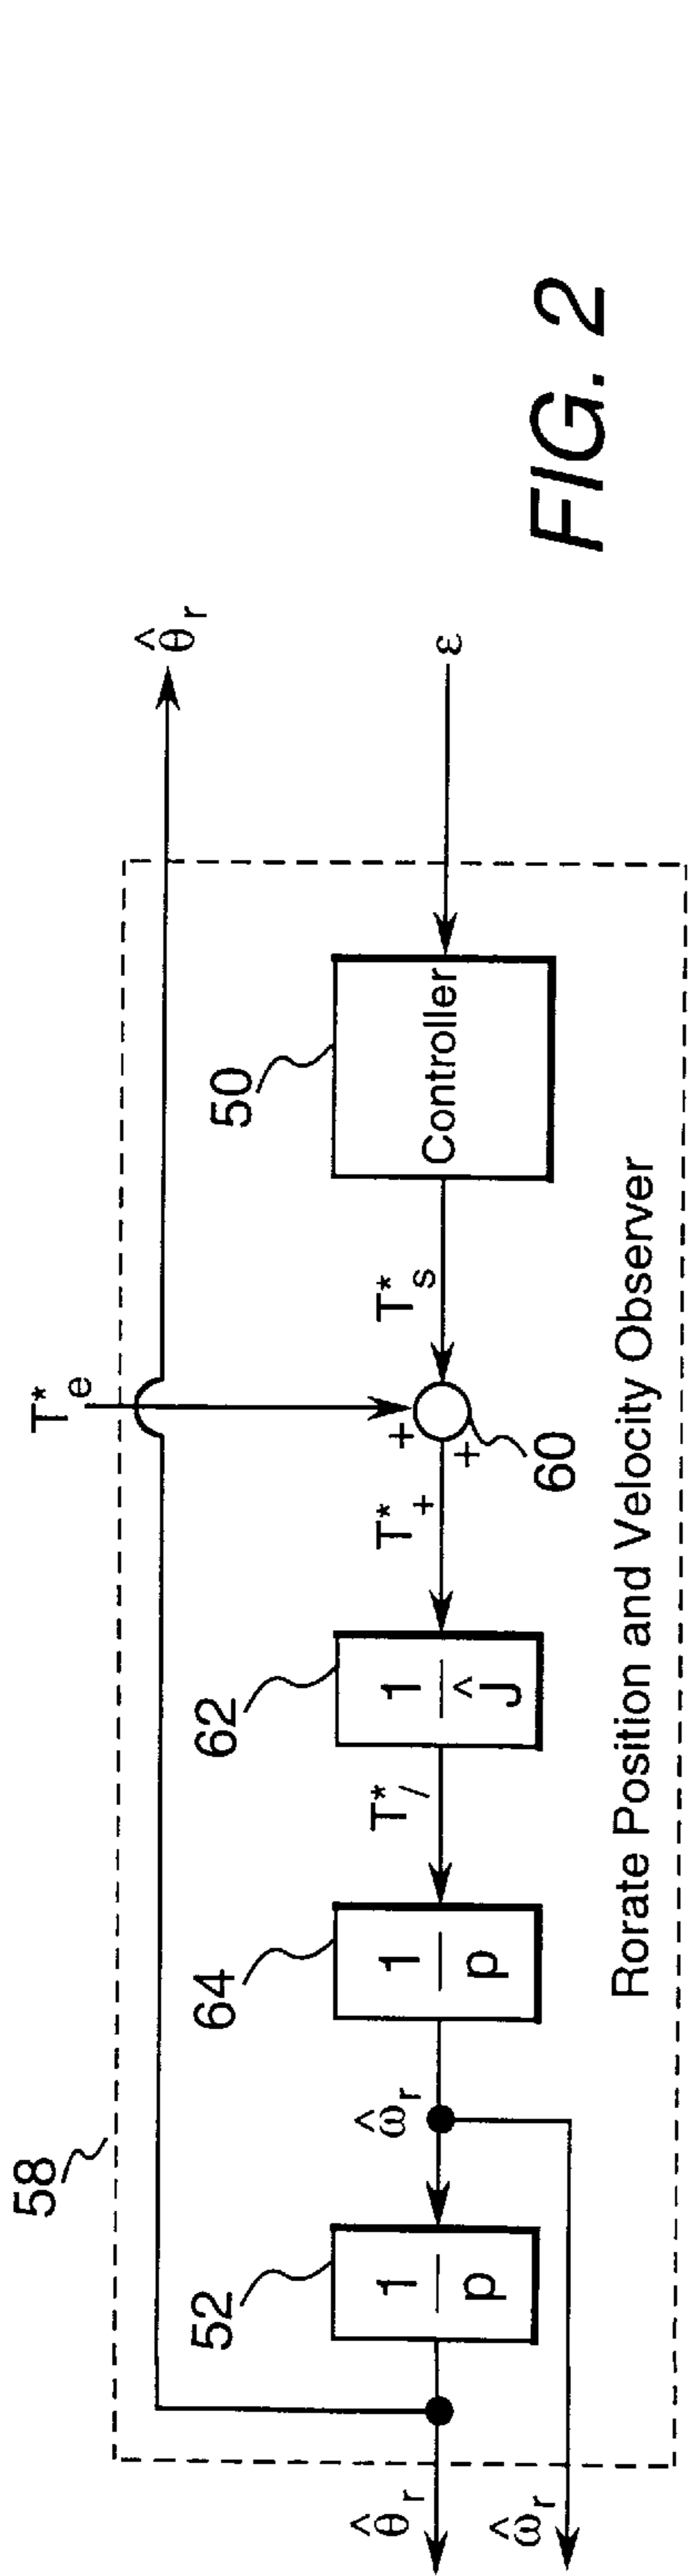 58
T*e
θ̂r
52
64
62
50
θ̂r
1/p
ω̂r
1/p
T*/
1/Ĵ
T*+
+
+
60
T*s
Controller
ε
ω̂r
Rorate Position and Velocity Observer
FIG. 2